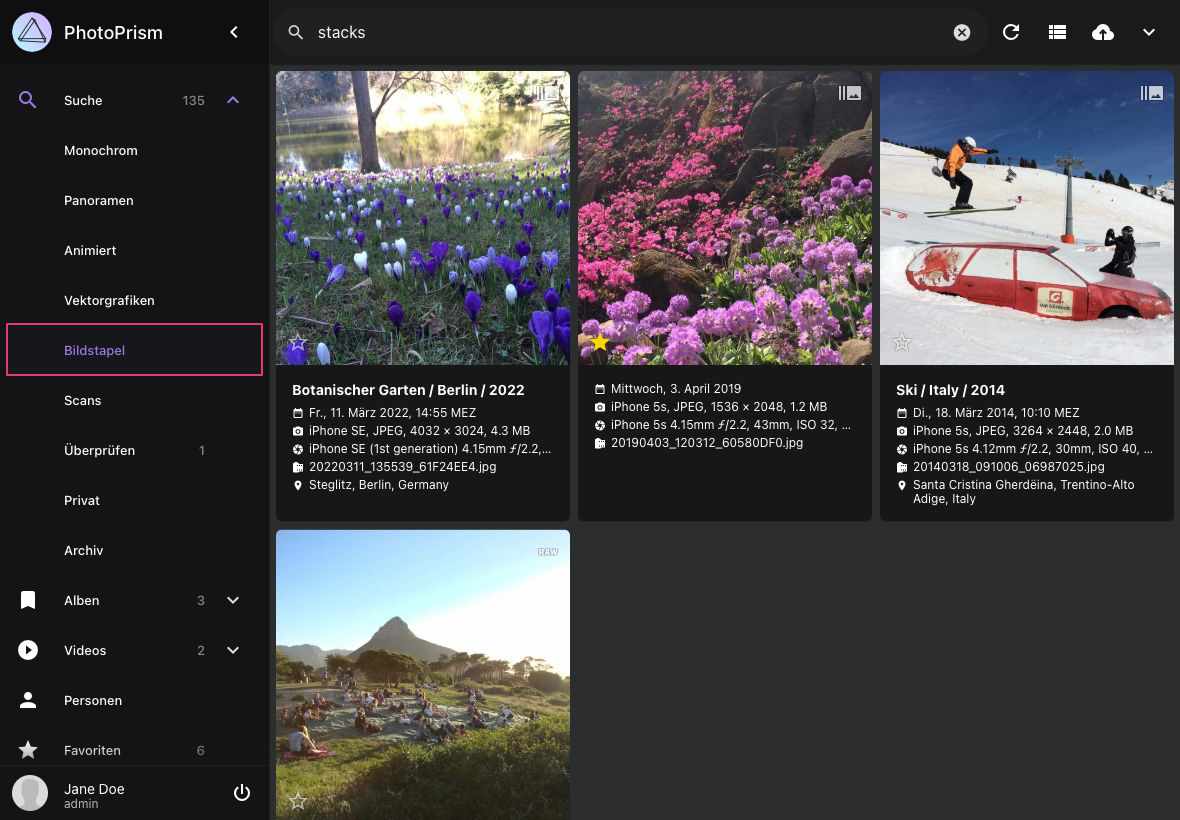 PhotoPrism
stacks
Suche 135
Monochrom
Panoramen
Animiert
Vektorgrafiken
Bildstapel
Scans
Überprüfen 1
Privat
Archiv
Alben 3
Videos 2
Personen
Favoriten 6
Jane Doe
admin
Botanischer Garten / Berlin / 2022
Fr., 11. März 2022, 14:55 MEZ
iPhone SE, JPEG, 4032 × 3024, 4.3 MB
iPhone SE (1st generation) 4.15mm ƒ/2.2,...
20220311_135539_61F24EE4.jpg
Steglitz, Berlin, Germany
Mittwoch, 3. April 2019
iPhone 5s, JPEG, 1536 × 2048, 1.2 MB
iPhone 5s 4.15mm ƒ/2.2, 43mm, ISO 32, ...
20190403_120312_60580DF0.jpg
Ski / Italy / 2014
Di., 18. März 2014, 10:10 MEZ
iPhone 5s, JPEG, 3264 × 2448, 2.0 MB
iPhone 5s 4.12mm ƒ/2.2, 30mm, ISO 40, ...
20140318_091006_06987025.jpg
Santa Cristina Gherdëina, Trentino-Alto
Adige, Italy
RAW